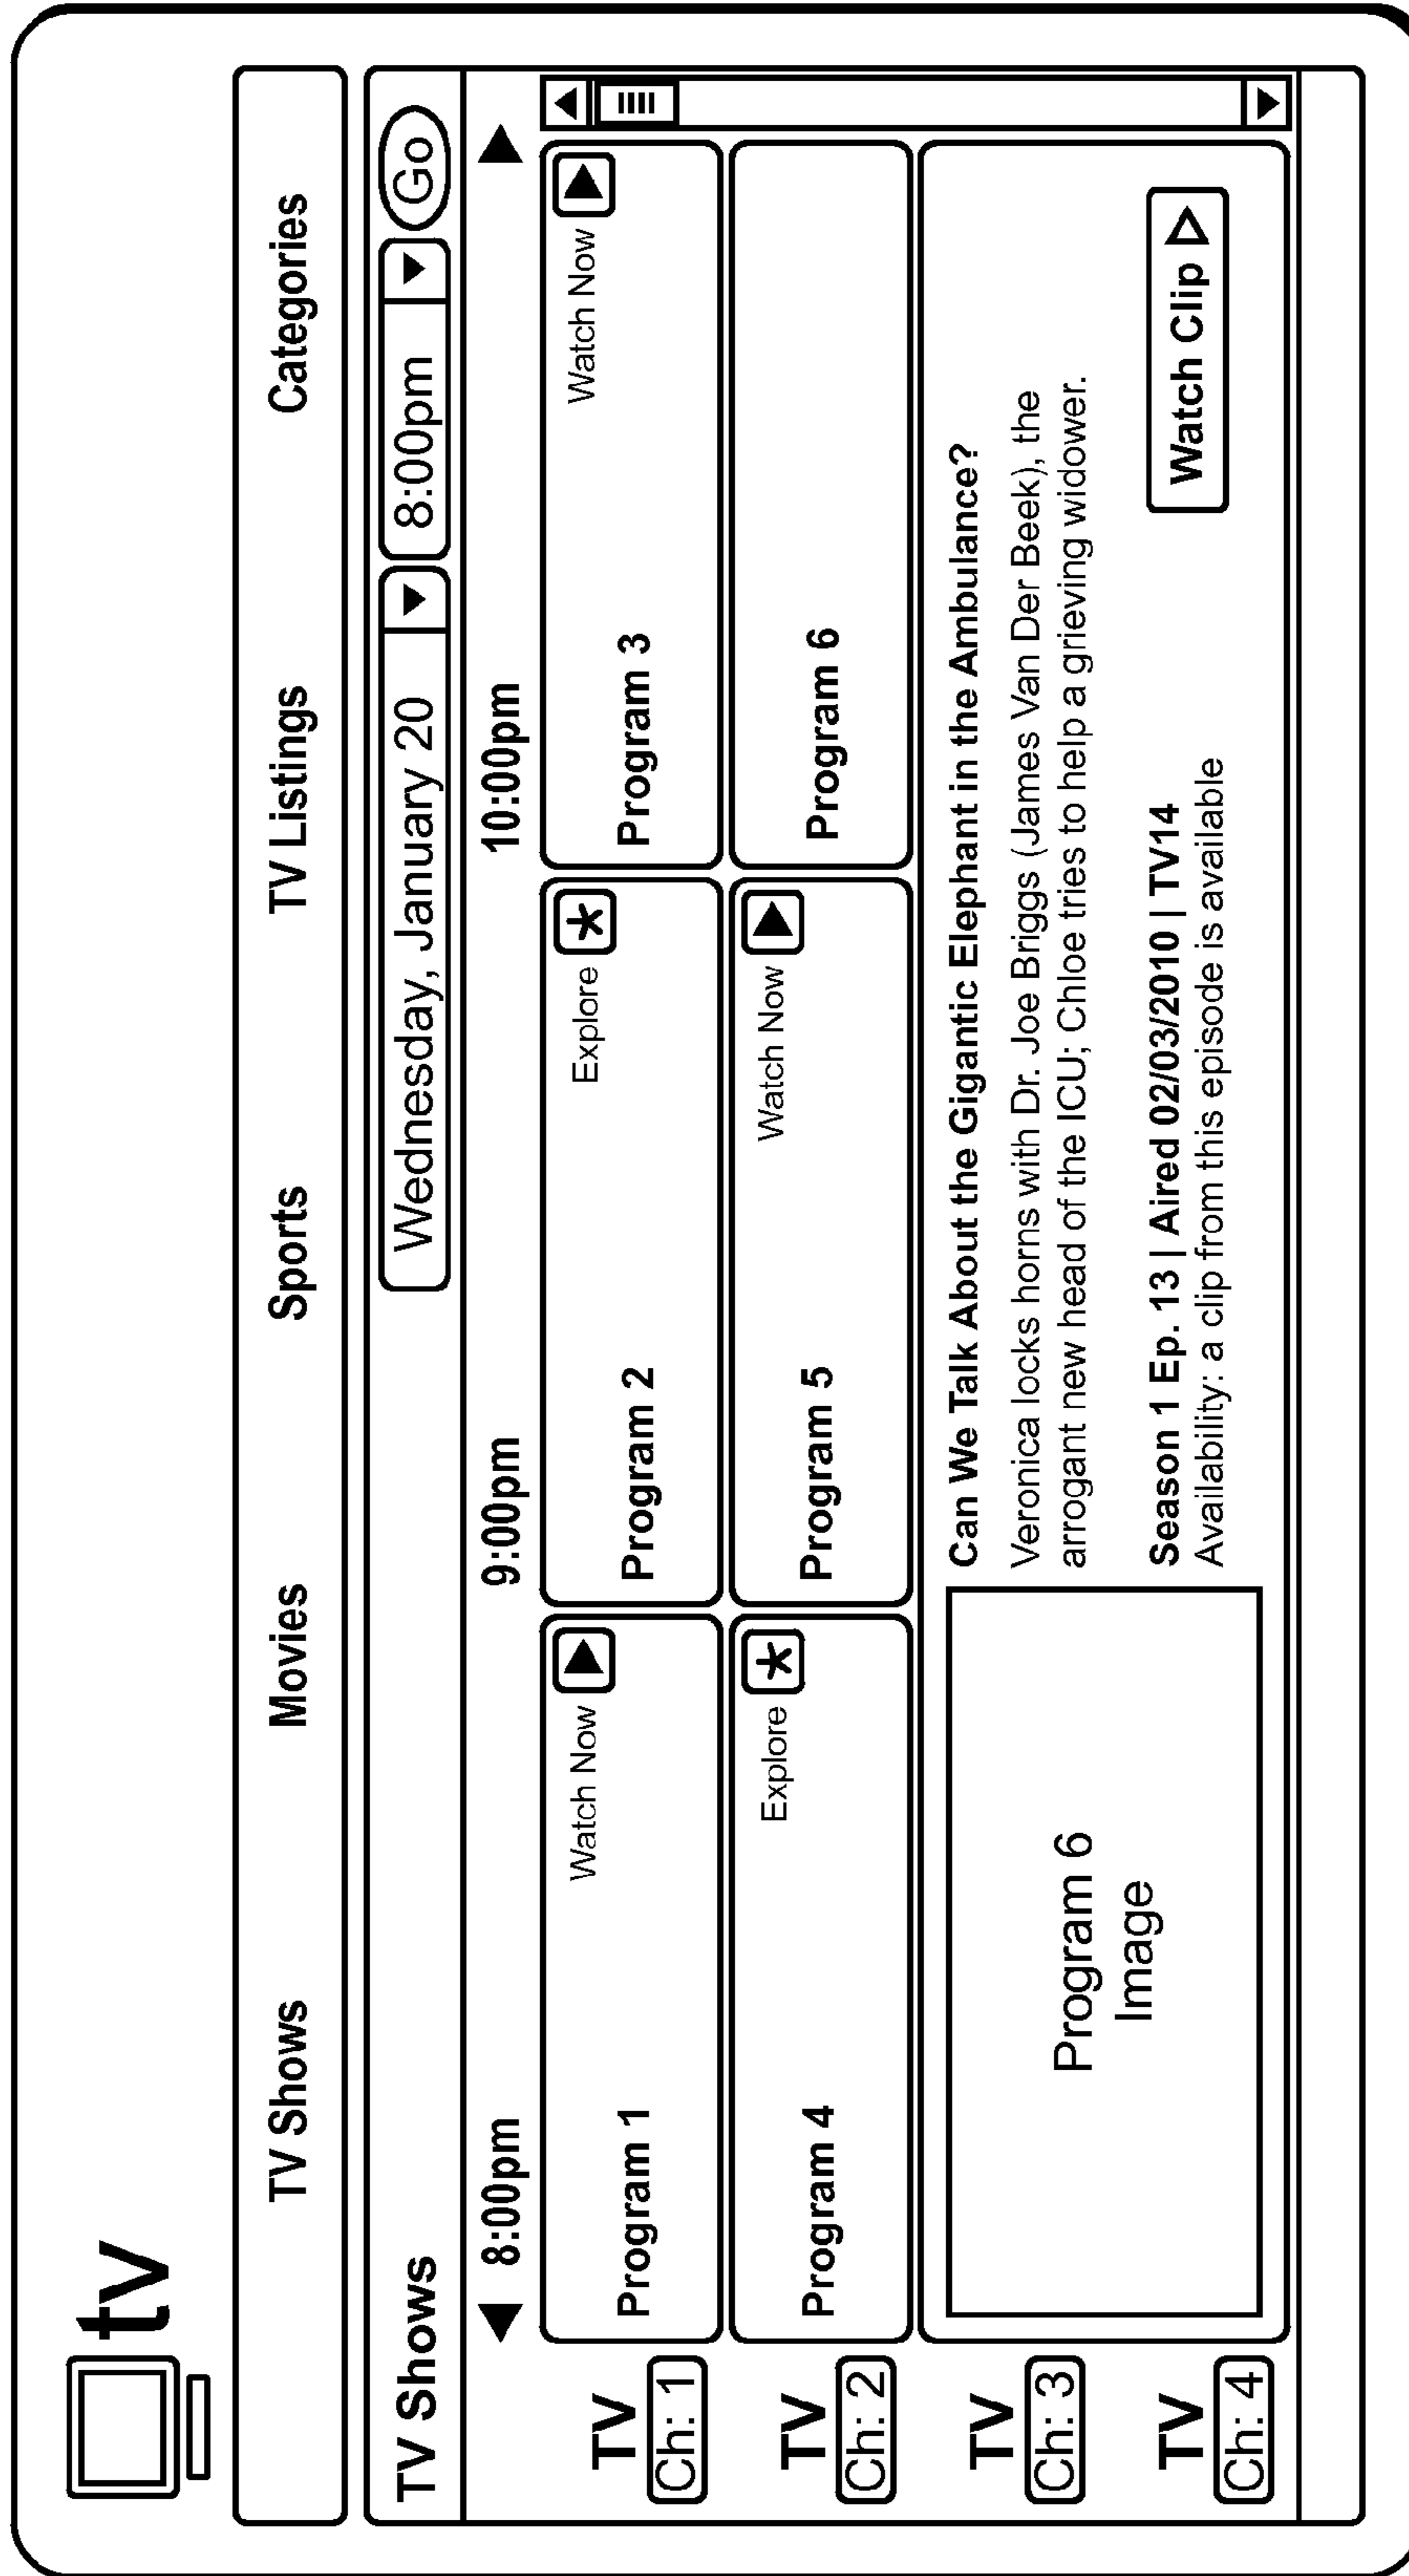 tv
TV Shows Movies Sports TV Listings Categories
TV Shows Wednesday, January 20 8:00pm Go
8:00pm 9:00pm 10:00pm
TV
Ch: 1
Watch Now
Program 1
Explore *
Program 2
Watch Now
Program 3
TV
Ch: 2
Explore *
Program 4
Watch Now
Program 5
Program 6
TV
Ch: 3
TV
Ch: 4
Program 6
Image
Can We Talk About the Gigantic Elephant in the Ambulance?
Veronica locks horns with Dr. Joe Briggs (James Van Der Beek), the
arrogant new head of the ICU; Chloe tries to help a grieving widower.
Season 1 Ep. 13 | Aired 02/03/2010 | TV14
Availability: a clip from this episode is available
Watch Clip